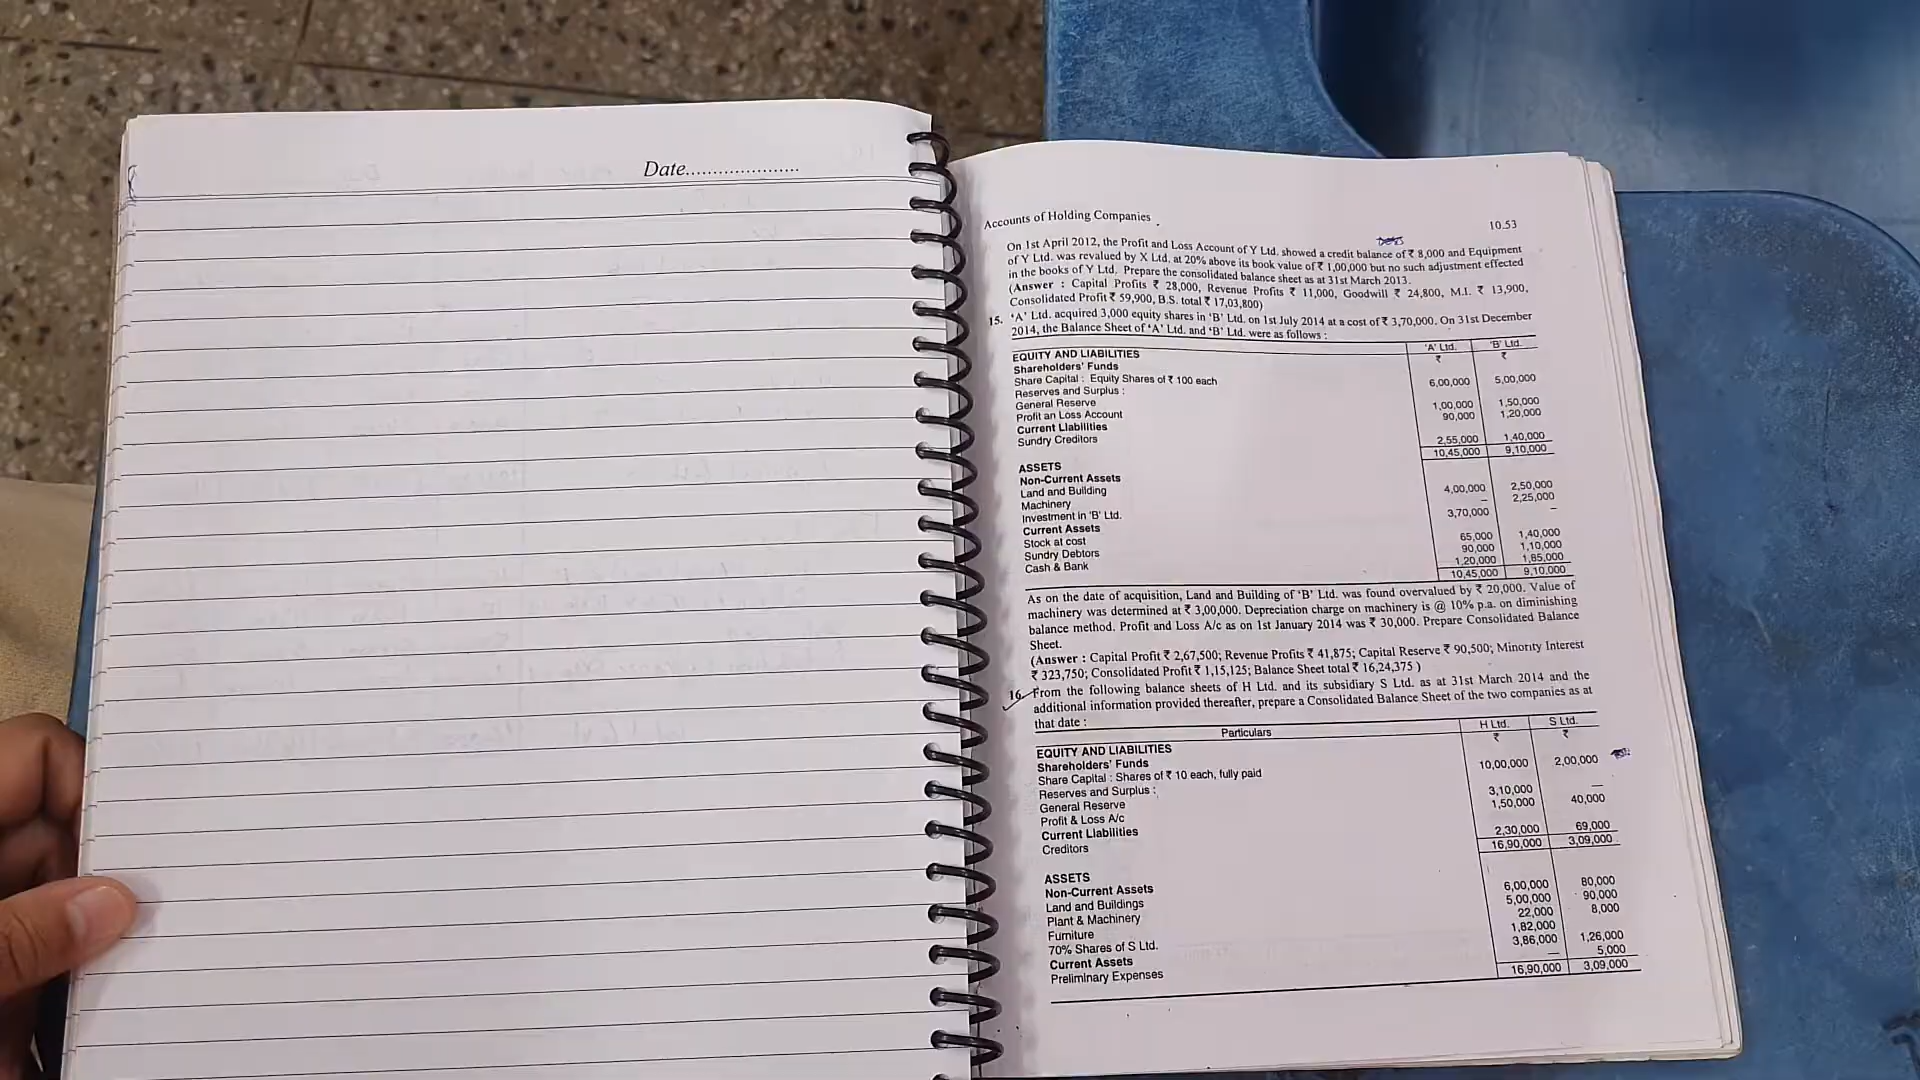 Date.....................
Accounts of Holding Companies
10.53
On 1st April 2012, the Profit and Loss Account of Y Ltd. showed a credit balance of ₹ 8,000 and Equipment
of Y Ltd. was revalued by X Ltd. at 20% above its book value of ₹ 1,00,000 but no such adjustment effected
in the books of Y Ltd. Prepare the consolidated balance sheet as at 31st March 2013.
(Answer : Capital Profits ₹ 28,000, Revenue Profits ₹ 11,000, Goodwill ₹ 24,800, M.I. ₹ 13,900,
Consolidated Profit ₹ 59,900, B.S. total ₹ 17,03,800)
15. 'A' Ltd. acquired 3,000 equity shares in 'B' Ltd. on 1st July 2014 at a cost of ₹ 3,70,000. On 31st December
2014, the Balance Sheet of 'A' Ltd. and 'B' Ltd. were as follows :
'A' Ltd. 'B' Ltd.
₹ ₹
EQUITY AND LIABILITIES
Shareholders' Funds
Share Capital : Equity Shares of ₹ 100 each 6,00,000 5,00,000
Reserves and Surplus :
General Reserve 1,00,000 1,50,000
Profit an Loss Account 90,000 1,20,000
Current Liabilities
Sundry Creditors 2,55,000 1,40,000
10,45,000 9,10,000
ASSETS
Non-Current Assets
Land and Building 4,00,000 2,50,000
Machinery – 2,25,000
Investment in 'B' Ltd. 3,70,000 –
Current Assets
Stock at cost 65,000 1,40,000
Sundry Debtors 90,000 1,10,000
Cash & Bank 1,20,000 1,85,000
10,45,000 9,10,000
As on the date of acquisition, Land and Building of 'B' Ltd. was found overvalued by ₹ 20,000. Value of
machinery was determined at ₹ 3,00,000. Depreciation charge on machinery is @ 10% p.a. on diminishing
balance method. Profit and Loss A/c as on 1st January 2014 was ₹ 30,000. Prepare Consolidated Balance
Sheet.
(Answer : Capital Profit ₹ 2,67,500; Revenue Profits ₹ 41,875; Capital Reserve ₹ 90,500; Minority Interest
₹ 323,750; Consolidated Profit ₹ 1,15,125; Balance Sheet total ₹ 16,24,375 )
16. From the following balance sheets of H Ltd. and its subsidiary S Ltd. as at 31st March 2014 and the
additional information provided thereafter, prepare a Consolidated Balance Sheet of the two companies as at
that date :
Particulars H Ltd. S Ltd.
₹ ₹
EQUITY AND LIABILITIES
Shareholders' Funds
Share Capital : Shares of ₹ 10 each, fully paid 10,00,000 2,00,000
Reserves and Surplus :
General Reserve 3,10,000 —
Profit & Loss A/c 1,50,000 40,000
Current Liabilities
Creditors 2,30,000 69,000
16,90,000 3,09,000
ASSETS
Non-Current Assets
Land and Buildings 6,00,000 80,000
Plant & Machinery 5,00,000 90,000
Furniture 22,000 8,000
70% Shares of S Ltd. 1,82,000
Current Assets 3,86,000 1,26,000
Preliminary Expenses — 5,000
16,90,000 3,09,000